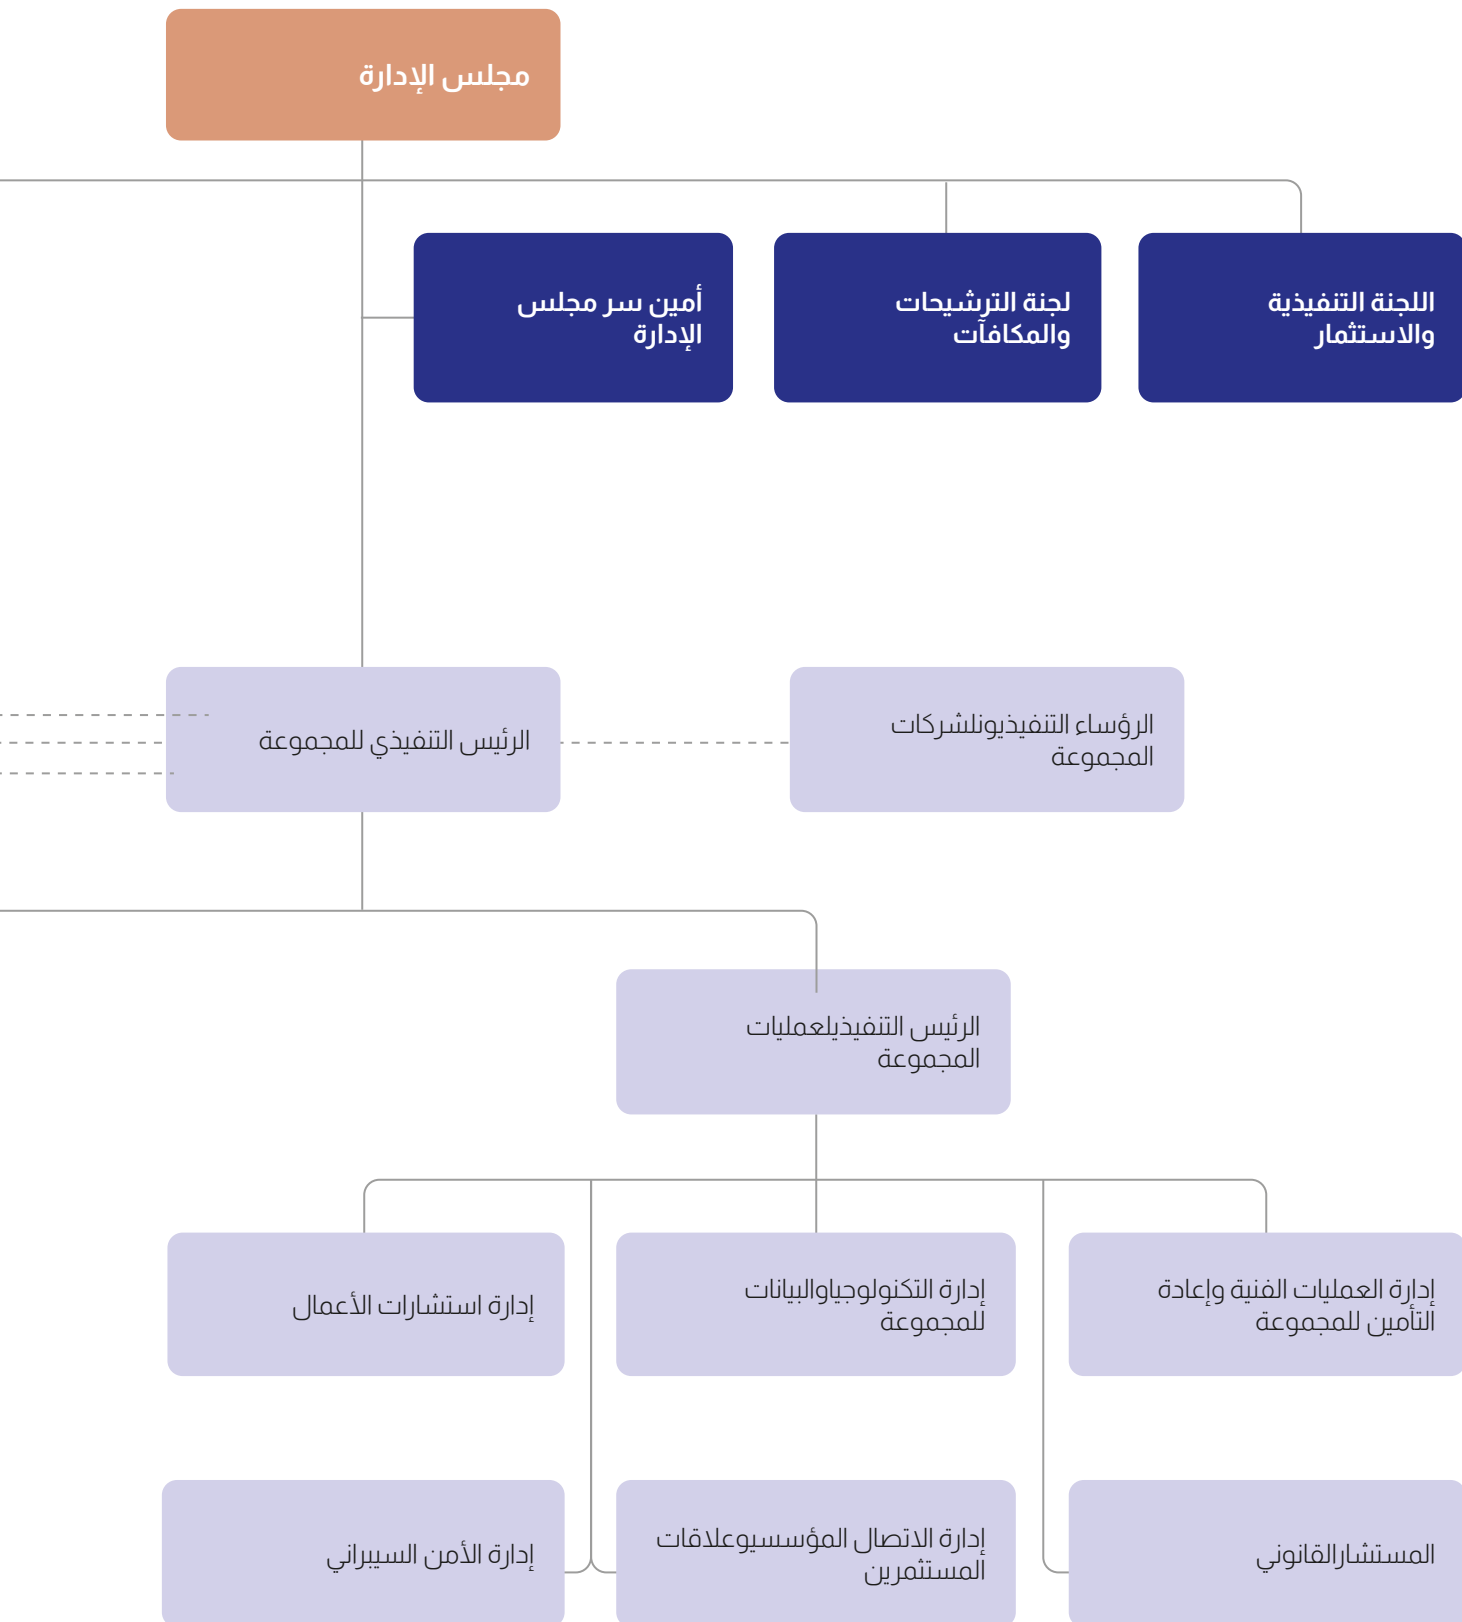 مجلس الإدارة
اللجنة التنفيذية
والاستثمار
لجنة الترشيحات
والمكافآت
أمين سر مجلس
الإدارة
الرؤساء التنفيذيونلشركات
المجموعة
الرئيس التنفيذي للمجموعة
الرئيس التنفيذيلعمليات
المجموعة
إدارة العمليات الفنية وإعادة
التأمين للمجموعة
إدارة التكنولوجياوالبيانات
للمجموعة
إدارة استشارات الأعمال
المستشارالقانوني
إدارة الاتصال المؤسسيوعلاقات
المستثمرين
إدارة الأمن السيبراني